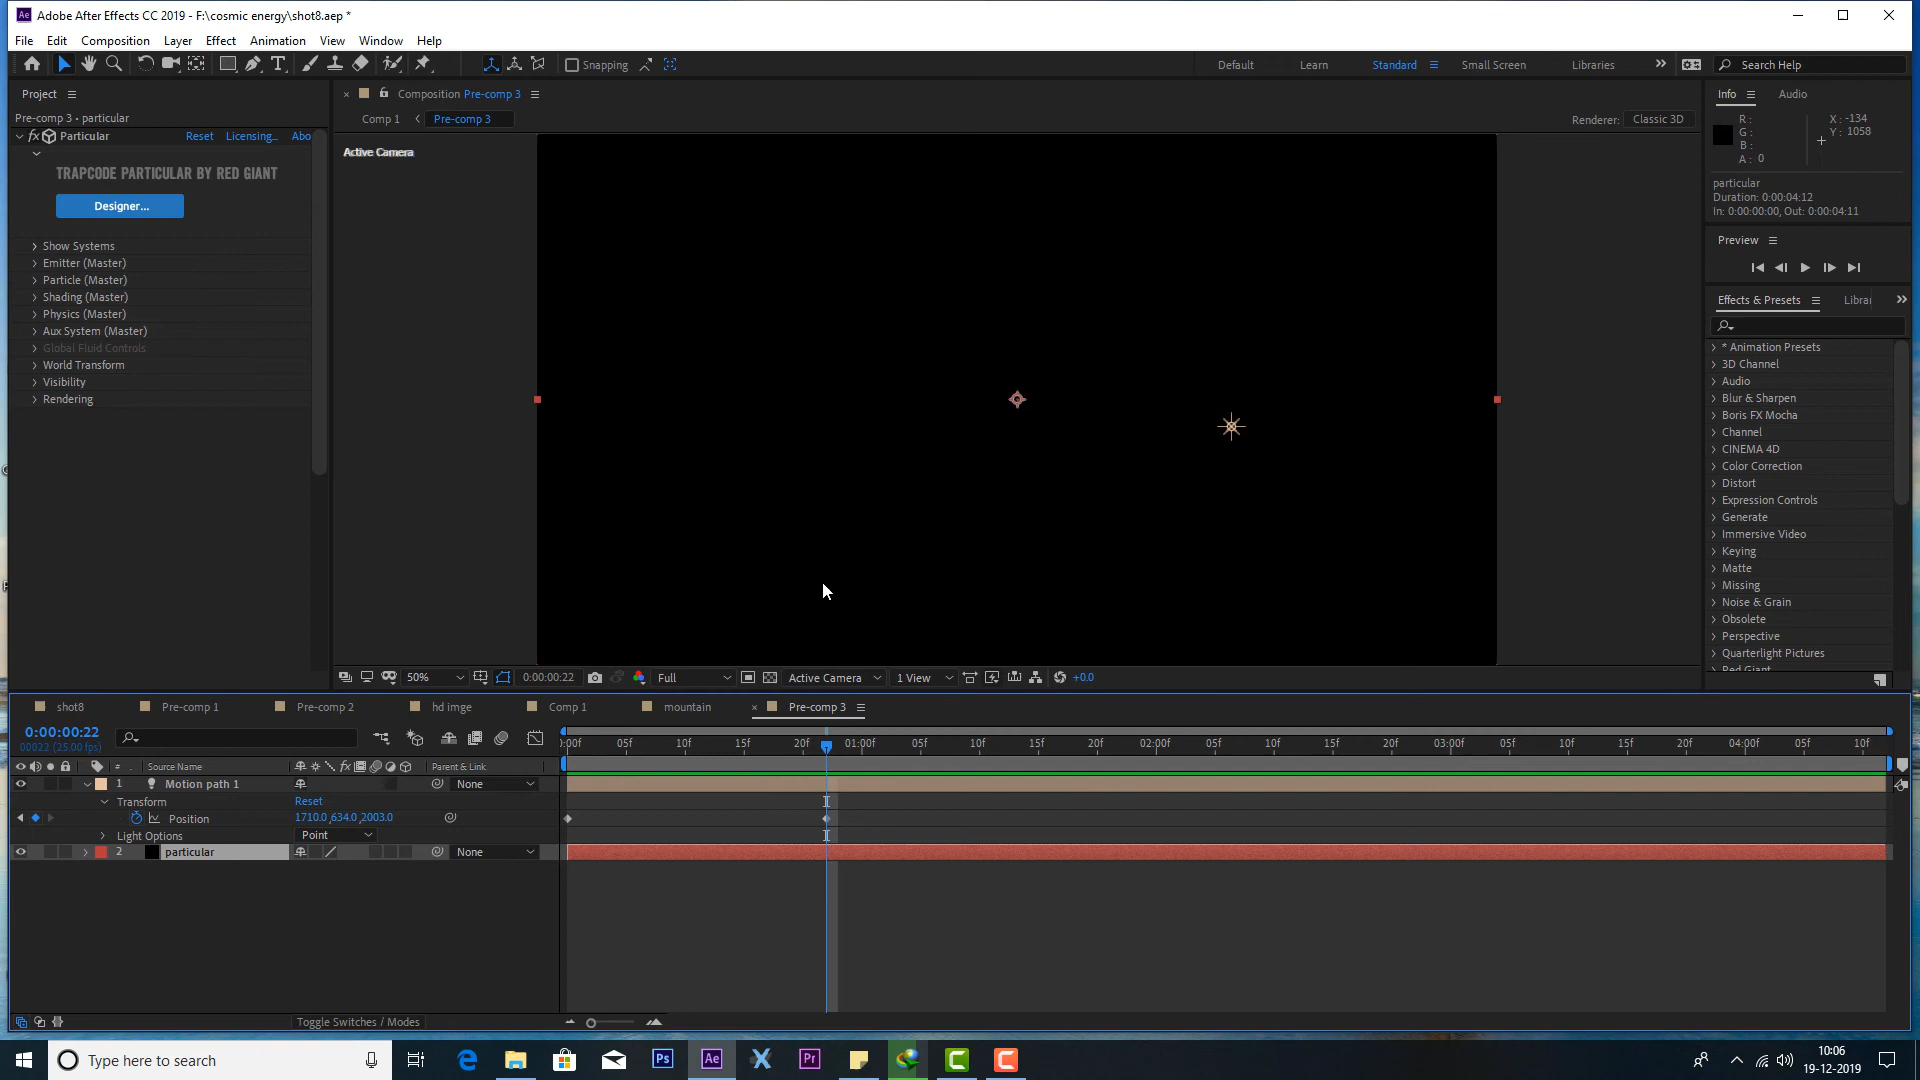 Adobe After Effects CC 2019 - F:\cosmic energy\shot8.aep *
File Edit Composition Layer Effect Animation View Window Help
Snapping Default Learn Standard Small Screen Libraries Search Help
Project Composition Pre-comp 3 Info Audio
Pre-comp 3 • particular Comp 1 Pre-comp 3 Renderer: Classic 3D
R: X: -134
G: Y: 1058
B:
A: 0
fx Particular Reset Licensing... Abo
Active Camera
TRAPCODE PARTICULAR BY RED GIANT
Designer...
particular
Duration: 0:00:04:12
In: 0:00:00:00, Out: 0:00:04:11
Preview
Show Systems
Emitter (Master)
Particle (Master)
Shading (Master)
Physics (Master)
Aux System (Master)
Global Fluid Controls
World Transform
Visibility
Rendering
Effects & Presets Librar
* Animation Presets
3D Channel
Audio
Blur & Sharpen
Boris FX Mocha
Channel
CINEMA 4D
Color Correction
Distort
Expression Controls
Generate
Immersive Video
Keying
Matte
Missing
Noise & Grain
Obsolete
Perspective
Quarterlight Pictures
Red Giant
50% 0:00:00:22 Full Active Camera 1 View +0.0
shot8 Pre-comp 1 Pre-comp 2 hd imge Comp 1 mountain Pre-comp 3
0:00:00:22
00022 (25.00 fps)
0:00f 05f 10f 15f 20f 01:00f 05f 10f 15f 20f 02:00f 05f 10f 15f 20f 03:00f 05f 10f 15f 20f 04:00f 05f 10f
# Source Name Parent & Link
1 Motion path 1 None
Transform Reset
Position 1710.0,634.0,2003.0
Light Options Point
2 particular None
Toggle Switches / Modes
Type here to search
Ps Ae Pr
10:06
19-12-2019